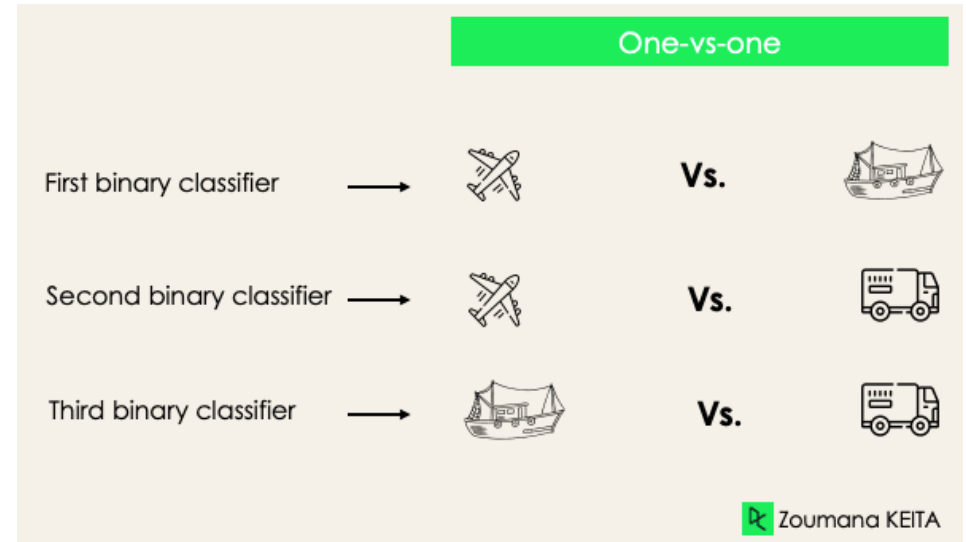 One-vs-one
First binary classifier
Vs.
Second binary classifier
Vs.
Third binary classifier
Vs.
Zoumana KEITA